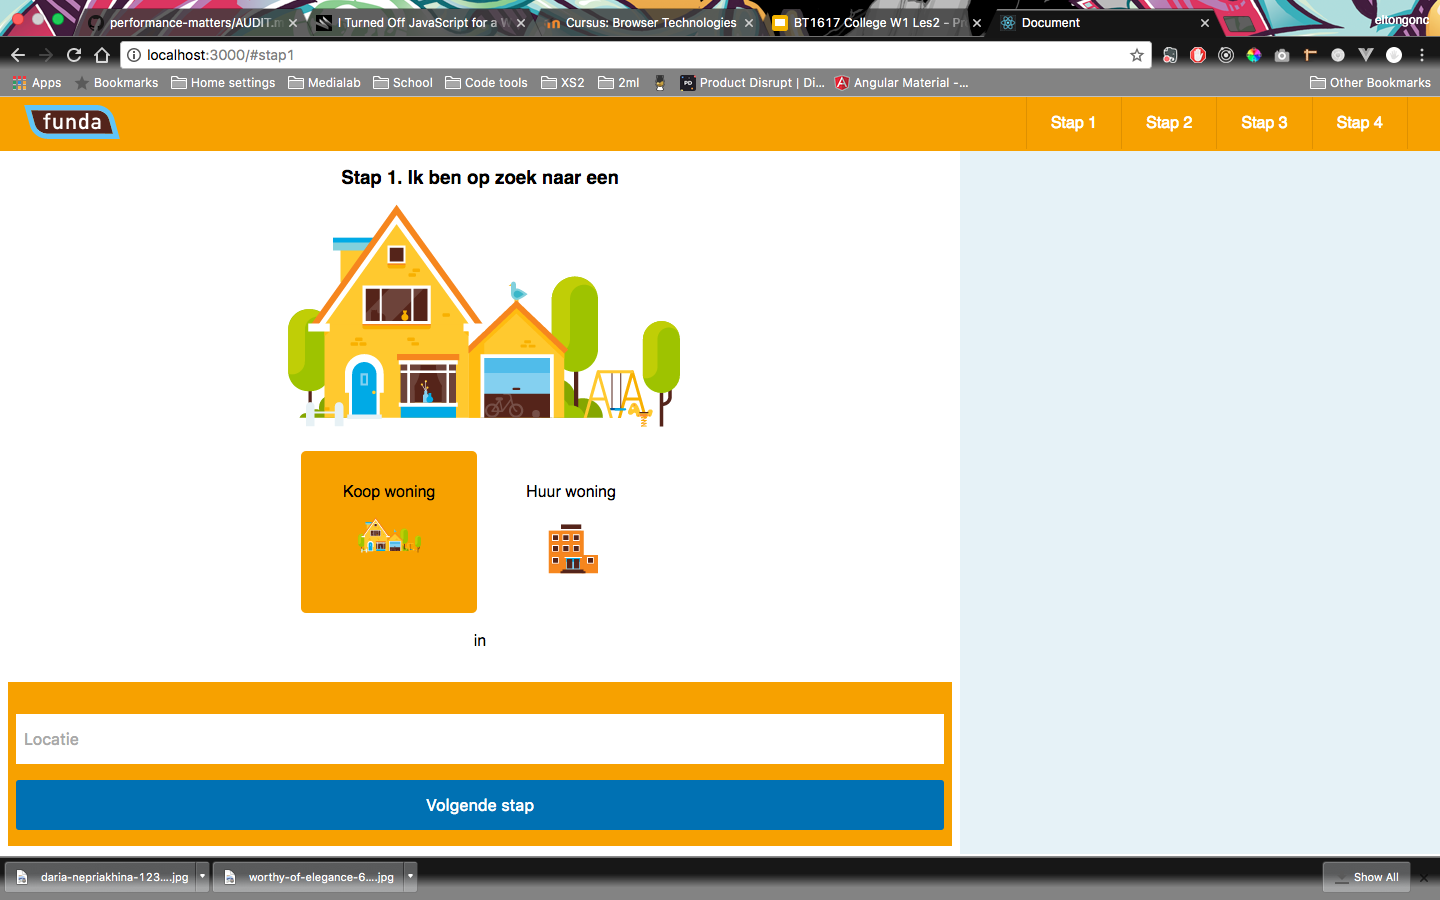 eltongonc
performance-matters/AUDIT.m
I Turned Off JavaScript for a W
Cursus: Browser Technologies
BT1617 College W1 Les2 - Pr
Document
localhost:3000/#stap1
Apps
Bookmarks
Home settings
Medialab
School
Code tools
XS2
2ml
Product Disrupt | Di...
Angular Material -...
Other Bookmarks
funda
Stap 1
Stap 2
Stap 3
Stap 4
Stap 1. Ik ben op zoek naar een
Koop woning
Huur woning
in
Locatie
Volgende stap
daria-nepriakhina-123....jpg
worthy-of-elegance-6....jpg
Show All